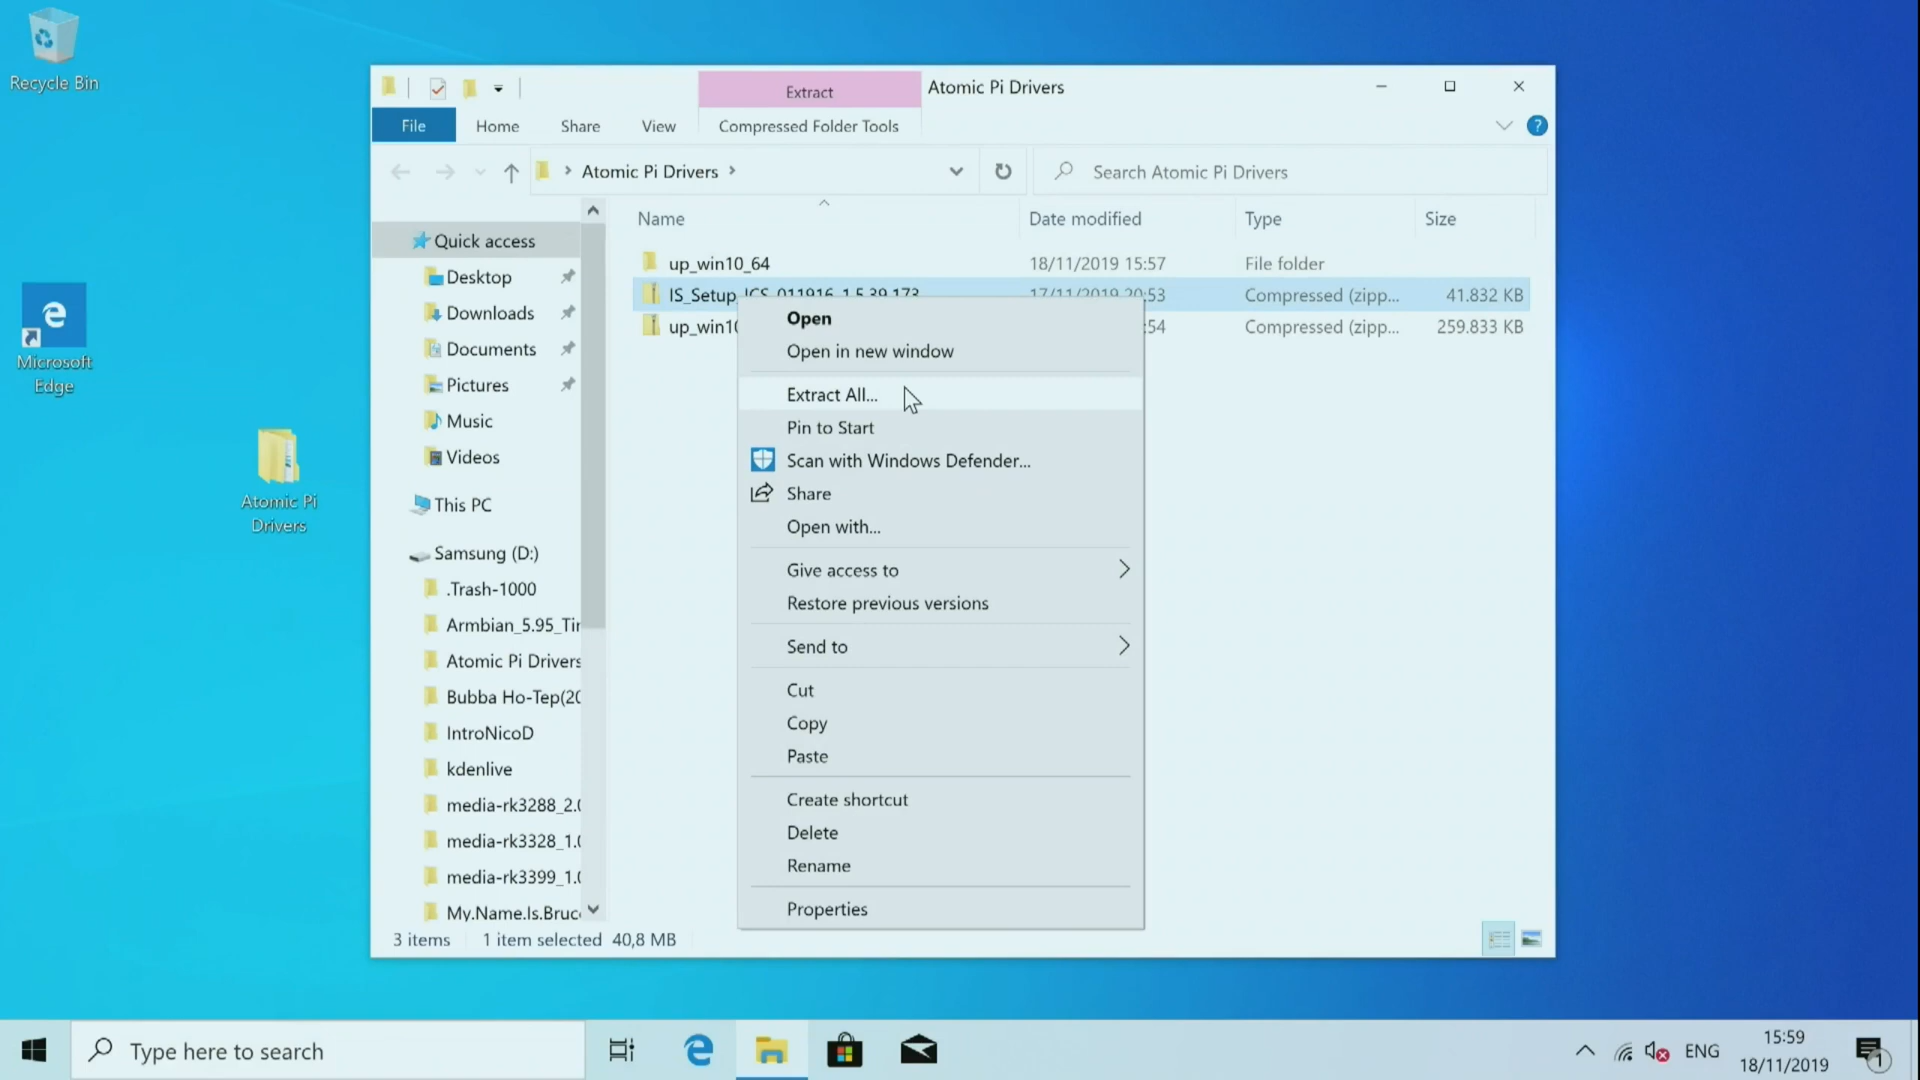 Recycle Bin
Extract
Atomic Pi Drivers
File
Home
Share
View
Compressed Folder Tools
?
Atomic Pi Drivers
Search Atomic Pi Drivers
Name
Date modified
Type
Size
Quick access
Desktop
Downloads
Documents
Pictures
Music
Videos
This PC
Samsung (D:)
.Trash-1000
Armbian_5.95_Tin
Atomic Pi Drivers
Bubba Ho-Tep(20
IntroNicoD
kdenlive
media-rk3288_2.0
media-rk3328_1.0
media-rk3399_1.0
My.Name.Is.Bruce
up_win10_64
18/11/2019 15:57
File folder
IS_Setup_ICS_011916_1.5.39.173
17/11/2019 20:53
Compressed (zipp...
41.832 KB
up_win10
:54
Compressed (zipp...
259.833 KB
Open
Open in new window
Extract All...
Pin to Start
Scan with Windows Defender...
Share
Open with...
Give access to
Restore previous versions
Send to
Cut
Copy
Paste
Create shortcut
Delete
Rename
Properties
3 items
1 item selected 40,8 MB
Microsoft
Edge
Atomic Pi
Drivers
Type here to search
ENG
15:59
18/11/2019
1